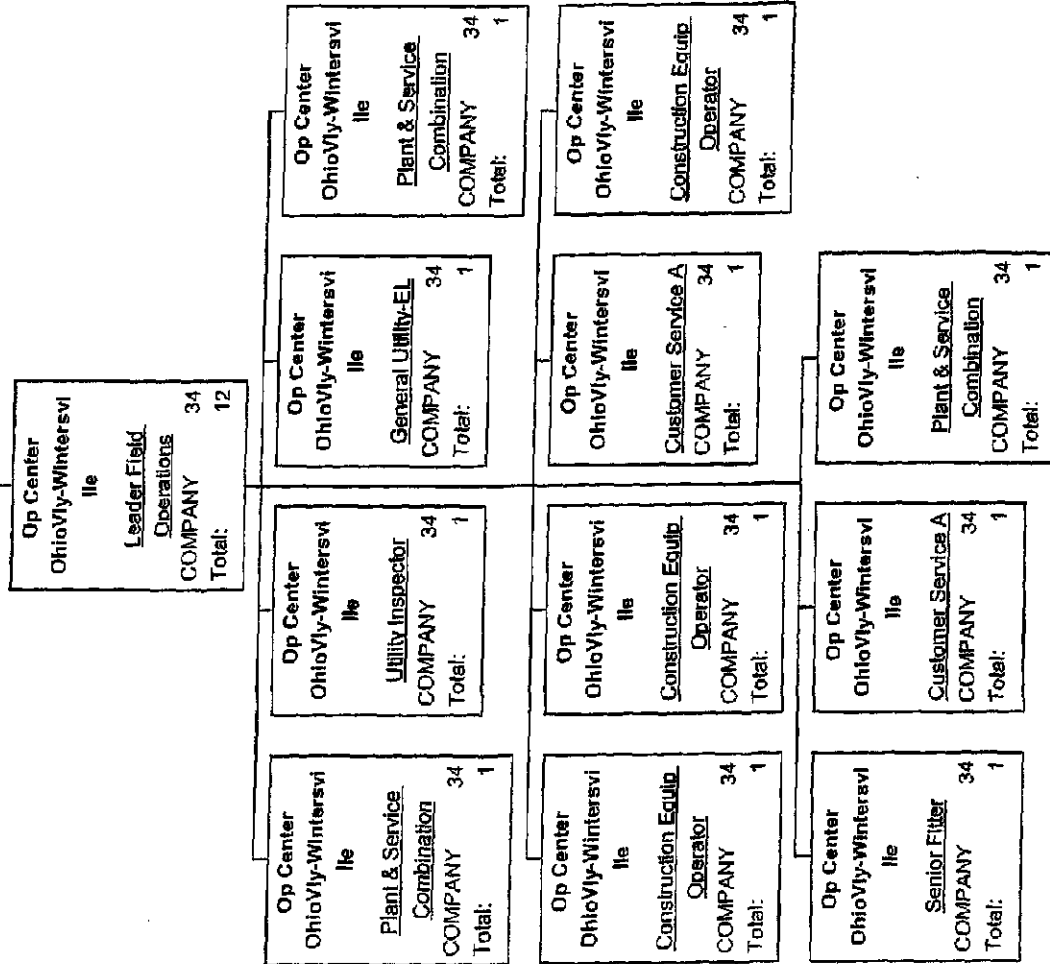 Op Center
OhioVly-Wintersvi
lle
Leader Field
Operations
COMPANY 34
Total: 12
Op Center
OhioVly-Wintersvi
lle
Plant & Service
Combination
COMPANY 34
Total: 1
Op Center
OhioVly-Wintersvi
lle
Utility Inspector
COMPANY 34
Total: 1
Op Center
OhioVly-Wintersvi
lle
General Utility-EL
COMPANY 34
Total: 1
Op Center
OhioVly-Wintersvi
lle
Plant & Service
Combination
COMPANY 34
Total: 1
Op Center
OhioVly-Wintersvi
lle
Construction Equip
Operator
COMPANY 34
Total: 1
Op Center
OhioVly-Wintersvi
lle
Construction Equip
Operator
COMPANY 34
Total: 1
Op Center
OhioVly-Wintersvi
lle
Customer Service A
COMPANY 34
Total: 1
Op Center
OhioVly-Wintersvi
lle
Construction Equip
Operator
COMPANY 34
Total: 1
Op Center
OhioVly-Wintersvi
lle
Senior Fitter
COMPANY 34
Total: 1
Op Center
OhioVly-Wintersvi
lle
Customer Service A
COMPANY 34
Total: 1
Op Center
OhioVly-Wintersvi
lle
Plant & Service
Combination
COMPANY 34
Total: 1